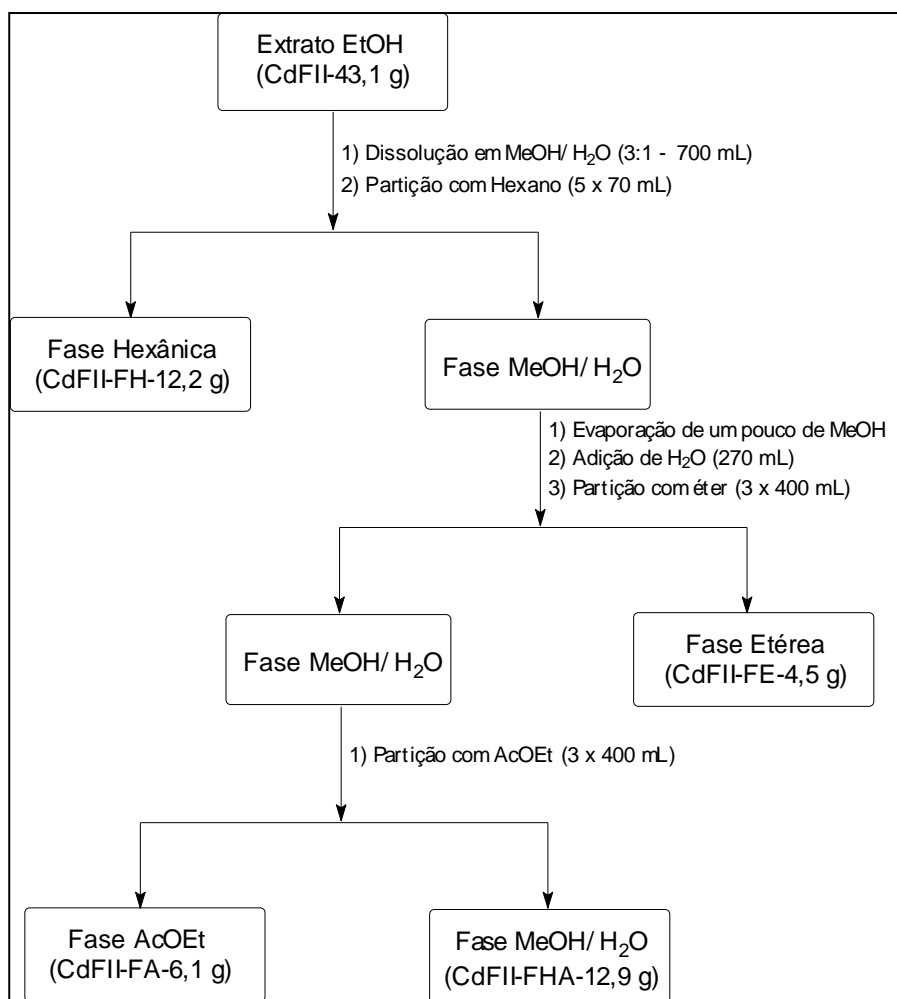 Extrato EtOH
(CdFII-43,1 g)
1) Dissolução em MeOH/ H₂O (3:1 - 700 mL)
2) Partição com Hexano (5 x 70 mL)
Fase Hexânica
(CdFII-FH-12,2 g)
Fase MeOH/ H₂O
1) Evaporação de um pouco de MeOH
2) Adição de H₂O (270 mL)
3) Partição com éter (3 x 400 mL)
Fase MeOH/ H₂O
Fase Etérea
(CdFII-FE-4,5 g)
1) Partição com AcOEt (3 x 400 mL)
Fase AcOEt
(CdFII-FA-6,1 g)
Fase MeOH/ H₂O
(CdFII-FHA-12,9 g)